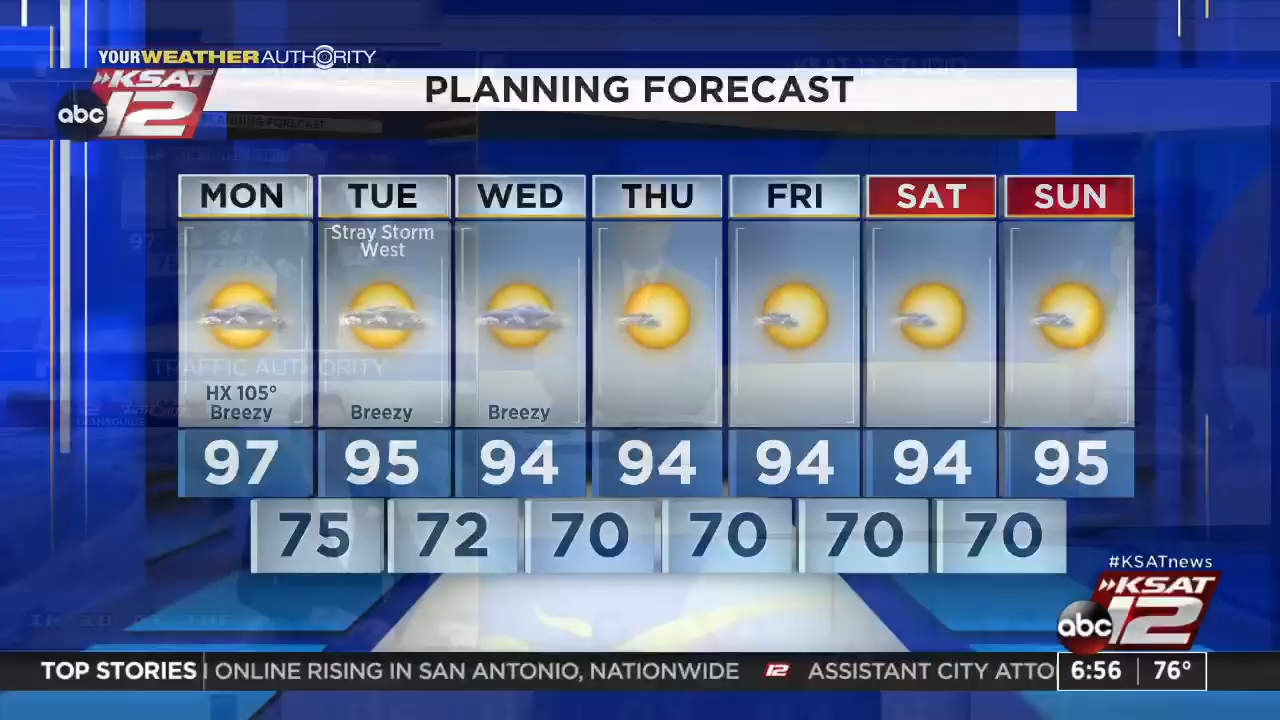 YOURWEATHERAUTHORITY
KSAT
abc 12
PLANNING FORECAST
MON TUE WED THU FRI SAT SUN
Stray Storm
West
HX 105°
Breezy Breezy Breezy
97 95 94 94 94 94 95
75 72 70 70 70 70
TRAFFIC AUTHORITY
#KSATnews
KSAT
abc 12
TOP STORIES ONLINE RISING IN SAN ANTONIO, NATIONWIDE 12 ASSISTANT CITY ATTO 6:56 76°